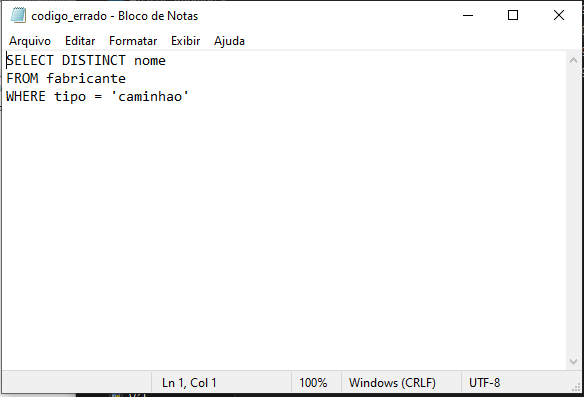 codigo_errado - Bloco de Notas
Arquivo Editar Formatar Exibir Ajuda
SELECT DISTINCT nome
FROM fabricante
WHERE tipo = 'caminhao'
Ln 1, Col 1 100% Windows (CRLF) UTF-8